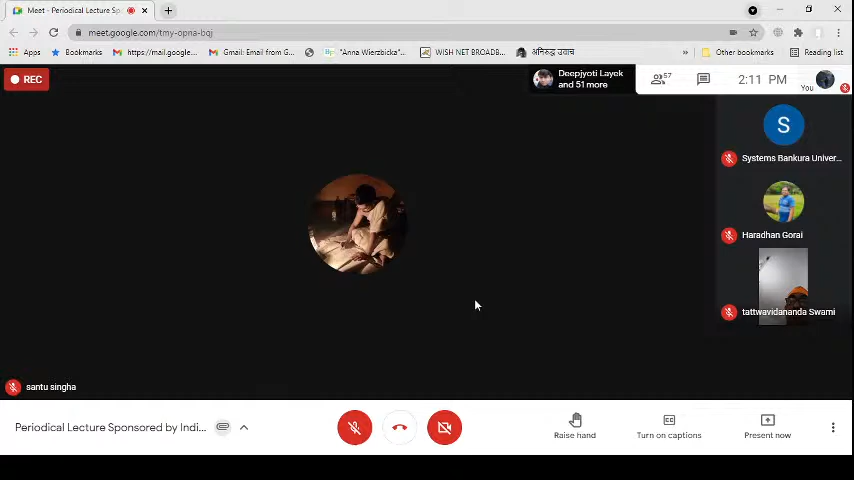 Meet - Periodical Lecture Sp
meet.google.com/tmy-opna-bqj
Apps
Bookmarks
https://mail.google...
Gmail: Email from G...
"Anna Wierzbicka"...
WISH NET BROADB...
अनिरुद्ध उवाच
»
Other bookmarks
Reading list
REC
Deepjyoti Layek
and 51 more
57
2:11 PM
You
S
Systems Bankura Univer...
Haradhan Gorai
tattwavidananda Swami
santu singha
Periodical Lecture Sponsored by Indi...
Raise hand
Turn on captions
Present now